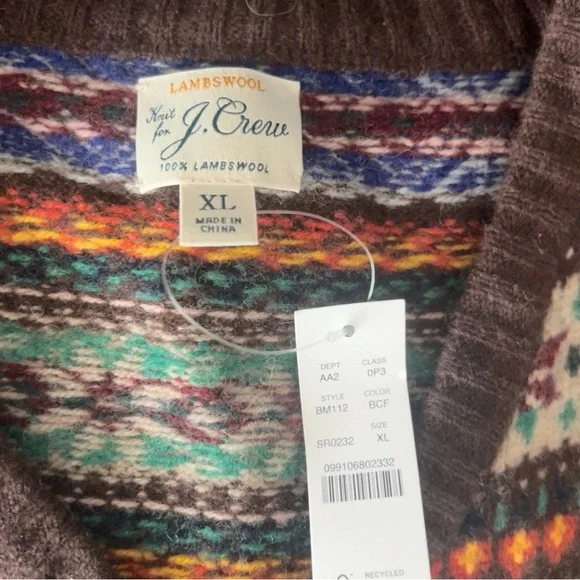 LAMBSWOOL
Knit for J.Crew
100% LAMBSWOOL
XL
MADE IN
CHINA
DEPT CLASS
AA2 0P3
STYLE COLOR
BM112 BCF
SIZE
SR0232 XL
099106802332
RECYCLED